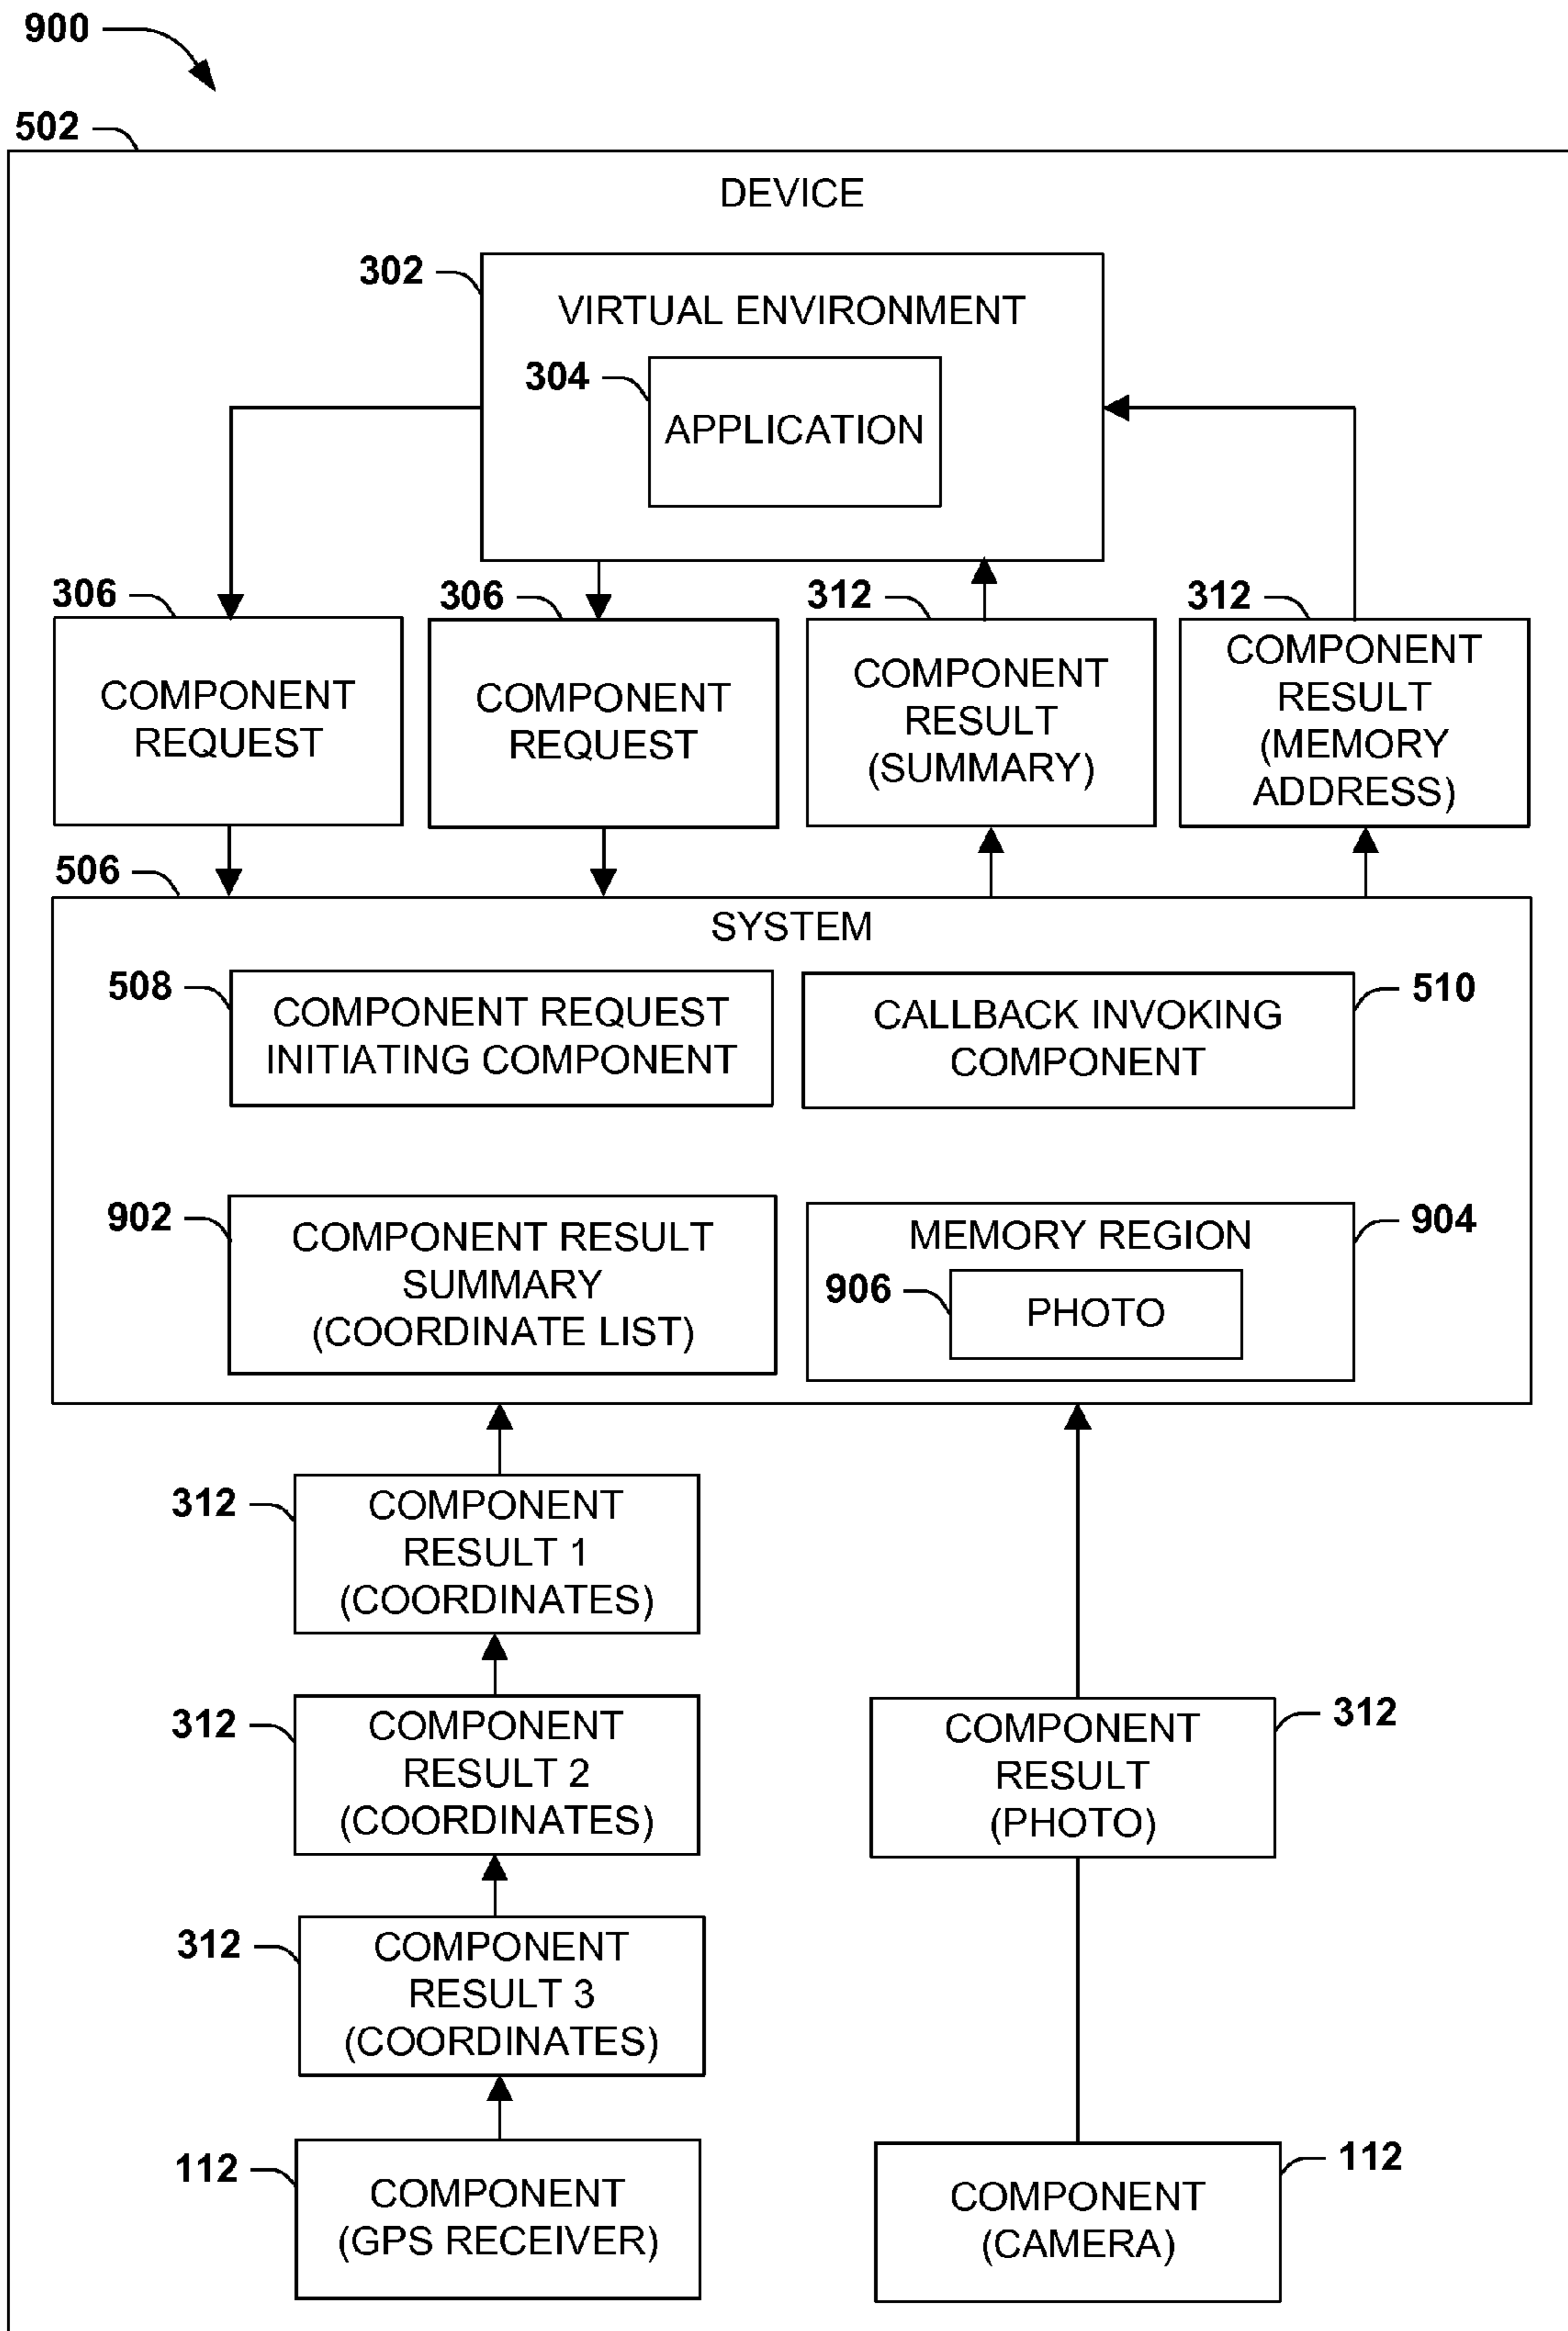 900
502
DEVICE
302
VIRTUAL ENVIRONMENT
304
APPLICATION
306
COMPONENT
REQUEST
306
COMPONENT
REQUEST
312
COMPONENT
RESULT
(SUMMARY)
312
COMPONENT
RESULT
(MEMORY
ADDRESS)
506
SYSTEM
508
COMPONENT REQUEST
INITIATING COMPONENT
CALLBACK INVOKING
COMPONENT
510
902
COMPONENT RESULT
SUMMARY
(COORDINATE LIST)
MEMORY REGION
904
906
PHOTO
312
COMPONENT
RESULT 1
(COORDINATES)
312
COMPONENT
RESULT 2
(COORDINATES)
COMPONENT
RESULT
(PHOTO)
312
312
COMPONENT
RESULT 3
(COORDINATES)
112
COMPONENT
(GPS RECEIVER)
COMPONENT
(CAMERA)
112